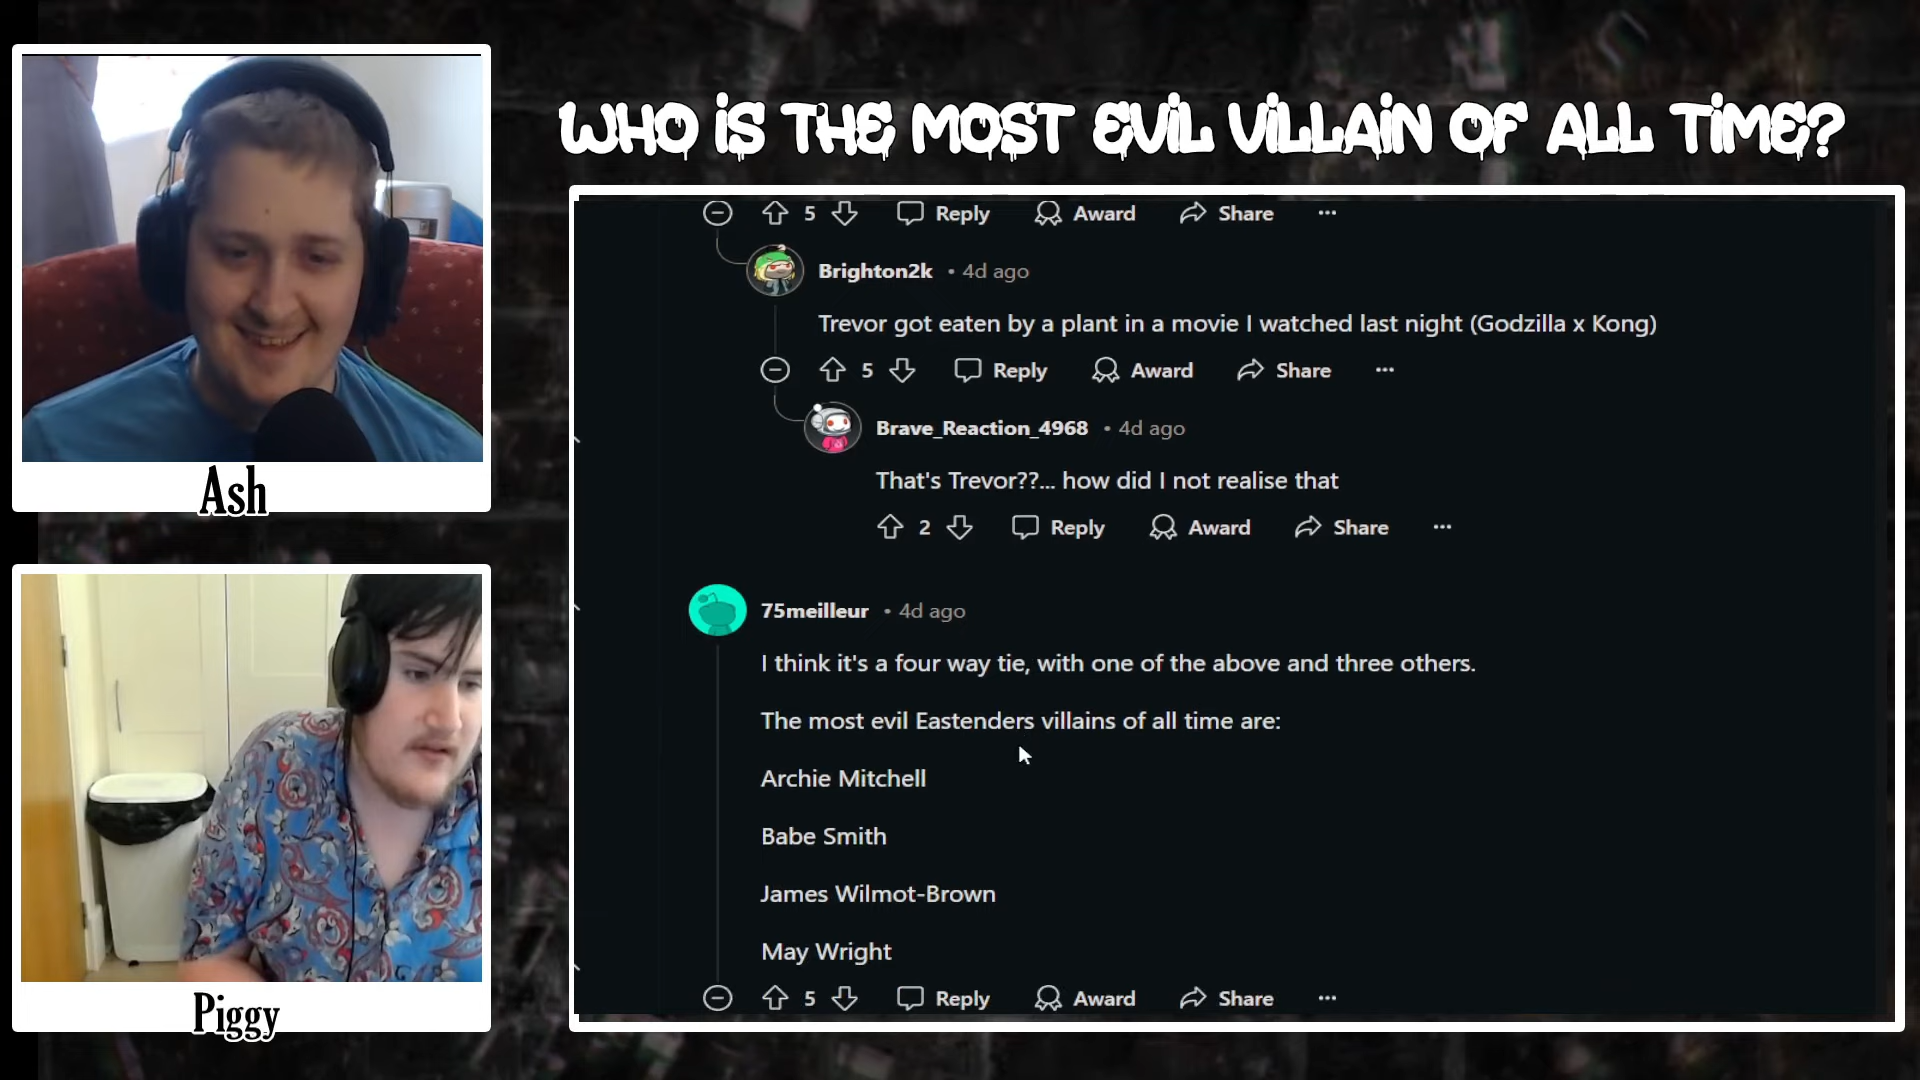 WHO iS THE MOST EViL ViLLAiN OF ALL TiME?
Ash
Piggy
5 Reply Award Share ...
Brighton2k • 4d ago
Trevor got eaten by a plant in a movie I watched last night (Godzilla x Kong)
5 Reply Award Share ...
Brave_Reaction_4968 • 4d ago
That's Trevor??... how did I not realise that
2 Reply Award Share ...
75meilleur • 4d ago
I think it's a four way tie, with one of the above and three others.
The most evil Eastenders villains of all time are:
Archie Mitchell
Babe Smith
James Wilmot-Brown
May Wright
5 Reply Award Share ...